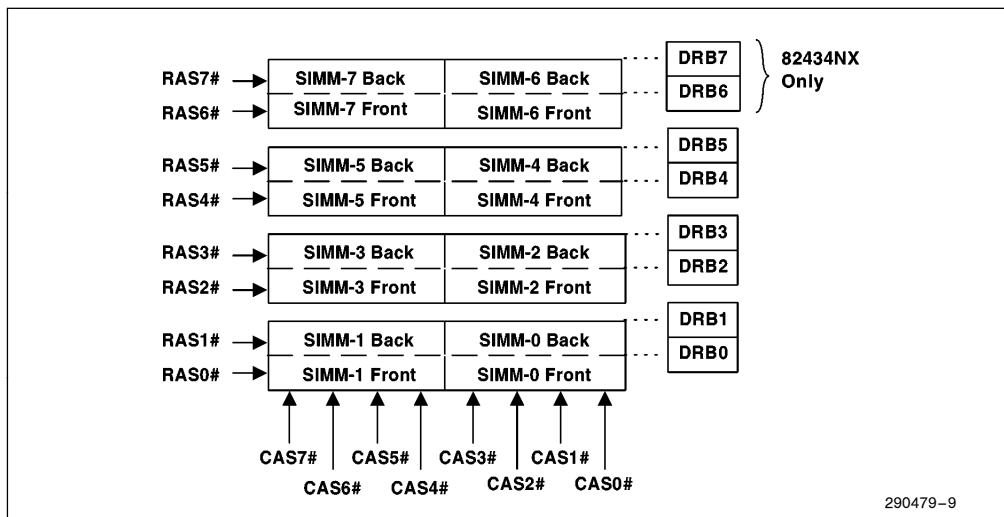 RAS7# SIMM-7 Back SIMM-6 Back DRB7 82434NX
RAS6# SIMM-7 Front SIMM-6 Front DRB6 Only
RAS5# SIMM-5 Back SIMM-4 Back DRB5
RAS4# SIMM-5 Front SIMM-4 Front DRB4
RAS3# SIMM-3 Back SIMM-2 Back DRB3
RAS2# SIMM-3 Front SIMM-2 Front DRB2
RAS1# SIMM-1 Back SIMM-0 Back DRB1
RAS0# SIMM-1 Front SIMM-0 Front DRB0
CAS7# CAS5# CAS3# CAS1#
CAS6# CAS4# CAS2# CAS0#
290479–9